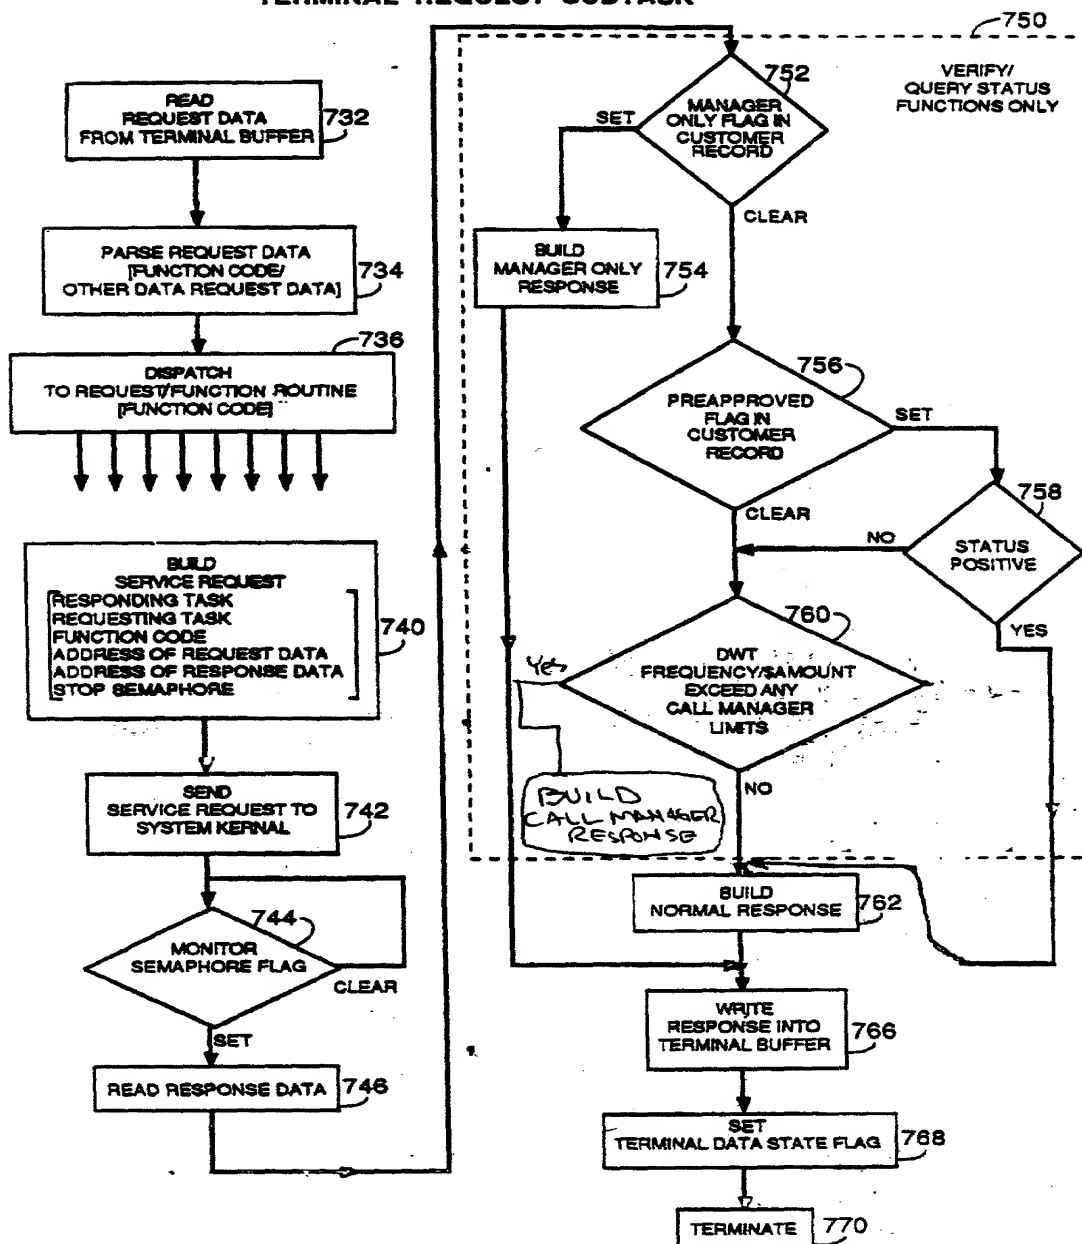 TERMINAL REQUEST SUBTASK
READ
REQUEST DATA
FROM TERMINAL BUFFER
732
PARSE REQUEST DATA
[FUNCTION CODE/
OTHER DATA REQUEST DATA]
734
736
DISPATCH
TO REQUEST/FUNCTION ROUTINE
[FUNCTION CODE]
BUILD
SERVICE REQUEST
RESPONDING TASK
REQUESTING TASK
FUNCTION CODE
ADDRESS OF REQUEST DATA
ADDRESS OF RESPONSE DATA
STOP SEMAPHORE
740
SEND
SERVICE REQUEST TO
SYSTEM KERNAL
742
744
MONITOR
SEMAPHORE FLAG
CLEAR
SET
READ RESPONSE DATA
746
750
VERIFY/
QUERY STATUS
FUNCTIONS ONLY
752
MANAGER
ONLY FLAG IN
CUSTOMER
RECORD
SET
CLEAR
BUILD
MANAGER ONLY
RESPONSE
754
756
PREAPPROVED
FLAG IN
CUSTOMER
RECORD
SET
CLEAR
758
STATUS
POSITIVE
NO
YES
760
DWT
FREQUENCY/$AMOUNT
EXCEED ANY
CALL MANAGER
LIMITS
Yes
NO
BUILD
CALL MANAGER
RESPONSE
BUILD
NORMAL RESPONSE
762
WRITE
RESPONSE INTO
TERMINAL BUFFER
766
SET
TERMINAL DATA STATE FLAG
768
TERMINATE
770